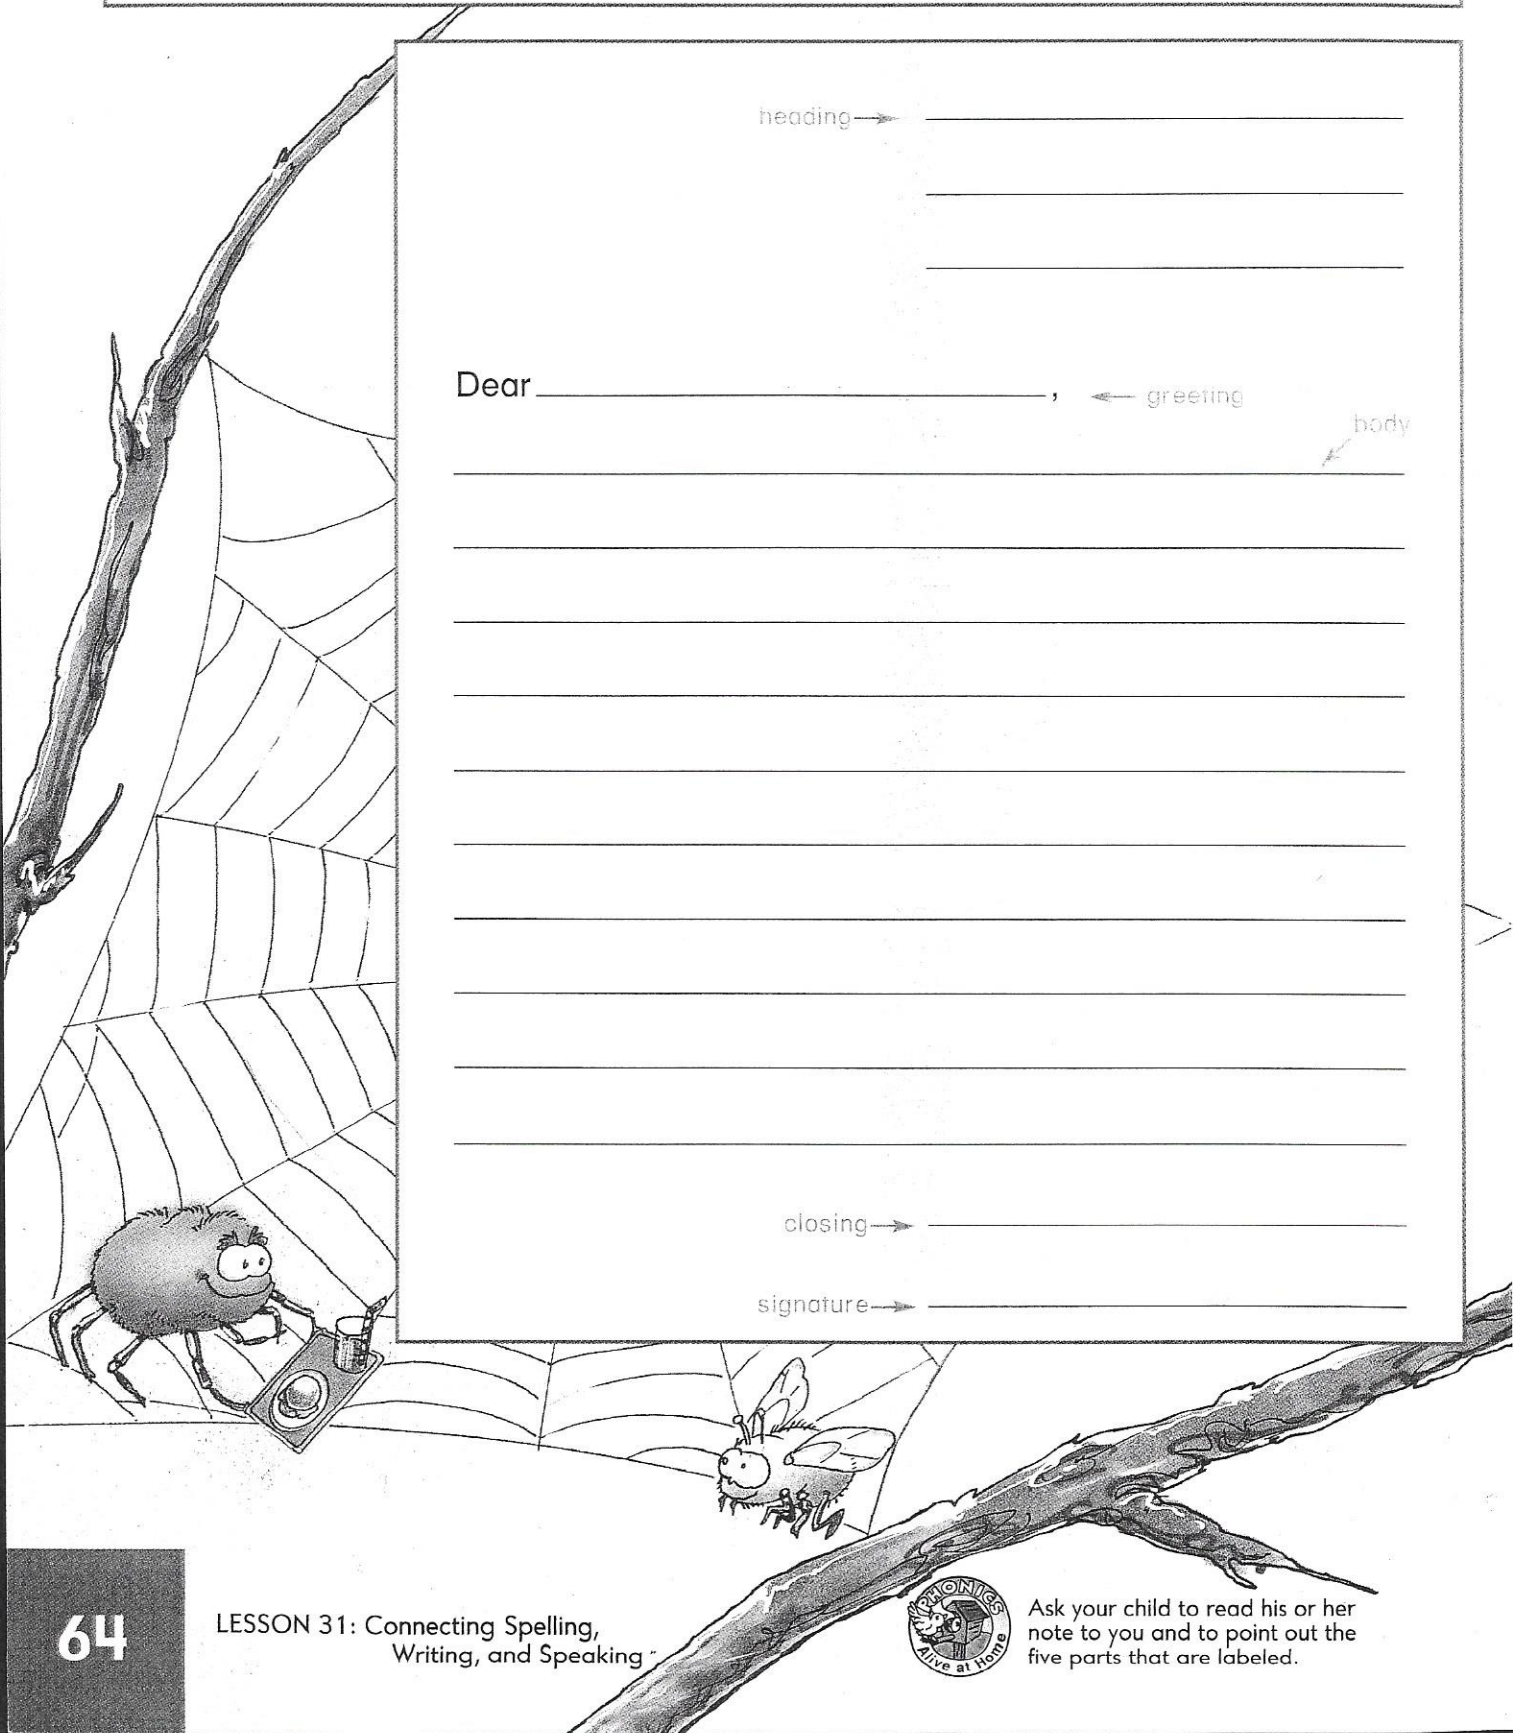 heading
Dear ,
greeting
body
closing
signature
64
LESSON 31: Connecting Spelling,
Writing, and Speaking
PHONICS
Alive at Home
Ask your child to read his or her
note to you and to point out the
five parts that are labeled.